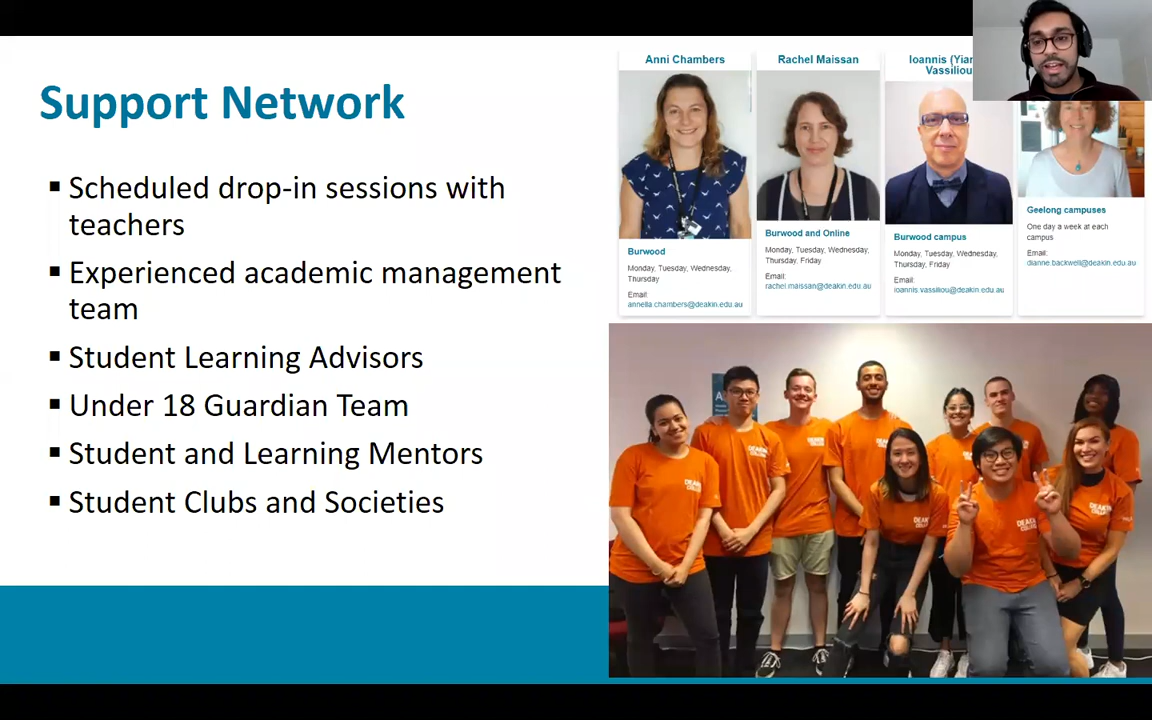 Support Network
▪ Scheduled drop-in sessions with
teachers
▪ Experienced academic management
team
▪ Student Learning Advisors
▪ Under 18 Guardian Team
▪ Student and Learning Mentors
▪ Student Clubs and Societies
Anni Chambers
Burwood
Monday, Tuesday, Wednesday,
Thursday
Email:
annella.chambers@deakin.edu.au
Rachel Maissan
Burwood and Online
Monday, Tuesday, Wednesday,
Thursday, Friday
Email:
rachel.maissan@deakin.edu.au
Ioannis
Vassiliou
Burwood campus
Monday, Tuesday, Wednesday,
Thursday, Friday
Email:
ioannis.vassiliou@deakin.edu.au
Geelong campuses
One day a week at each
campus
Email:
dianne.backwell@deakin.edu.au
DEAKIN
COLLEGE